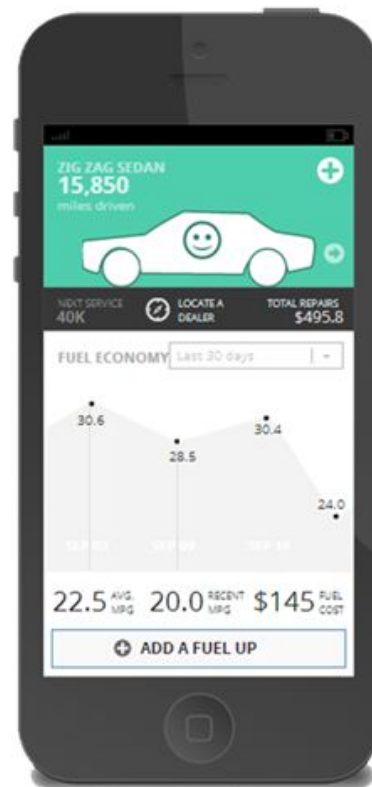 ZIG ZAG SEDAN
15,850
miles driven
NEXT SERVICE
40K
LOCATE A
DEALER
TOTAL REPAIRS
$495.8
FUEL ECONOMY Last 30 days
30.6
28.5
30.4
24.0
SEP 09
22.5 AVG. MPG 20.0 RECENT MPG $145 FUEL COST
ADD A FUEL UP